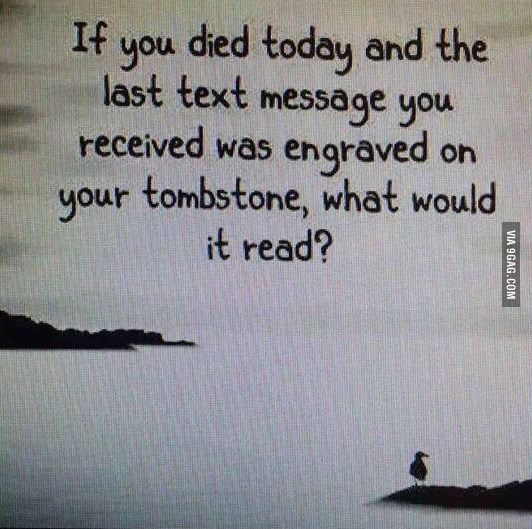 If you died today and the
last text message you
received was engraved on
your tombstone, what would
it read?
VIA 9GAG.COM